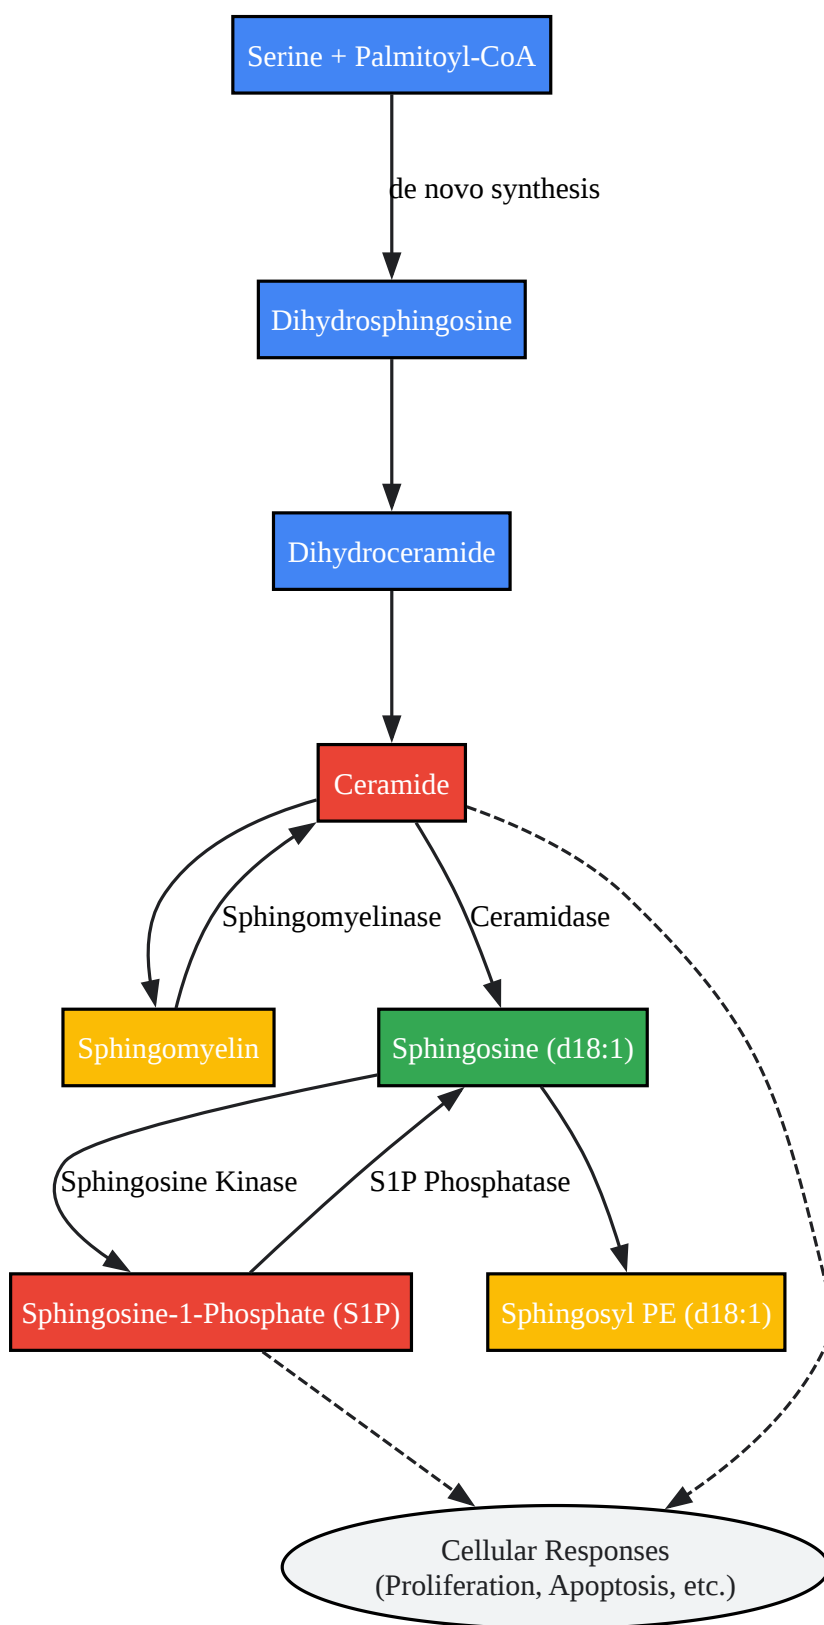 Serine + Palmitoyl-CoA
de novo synthesis
Dihydrosphingosine
Dihydroceramide
Ceramide
Sphingomyelinase
Ceramidase
Sphingomyelin
Sphingosine (d18:1)
Sphingosine Kinase
S1P Phosphatase
Sphingosine-1-Phosphate (S1P)
Sphingosyl PE (d18:1)
Cellular Responses
(Proliferation, Apoptosis, etc.)